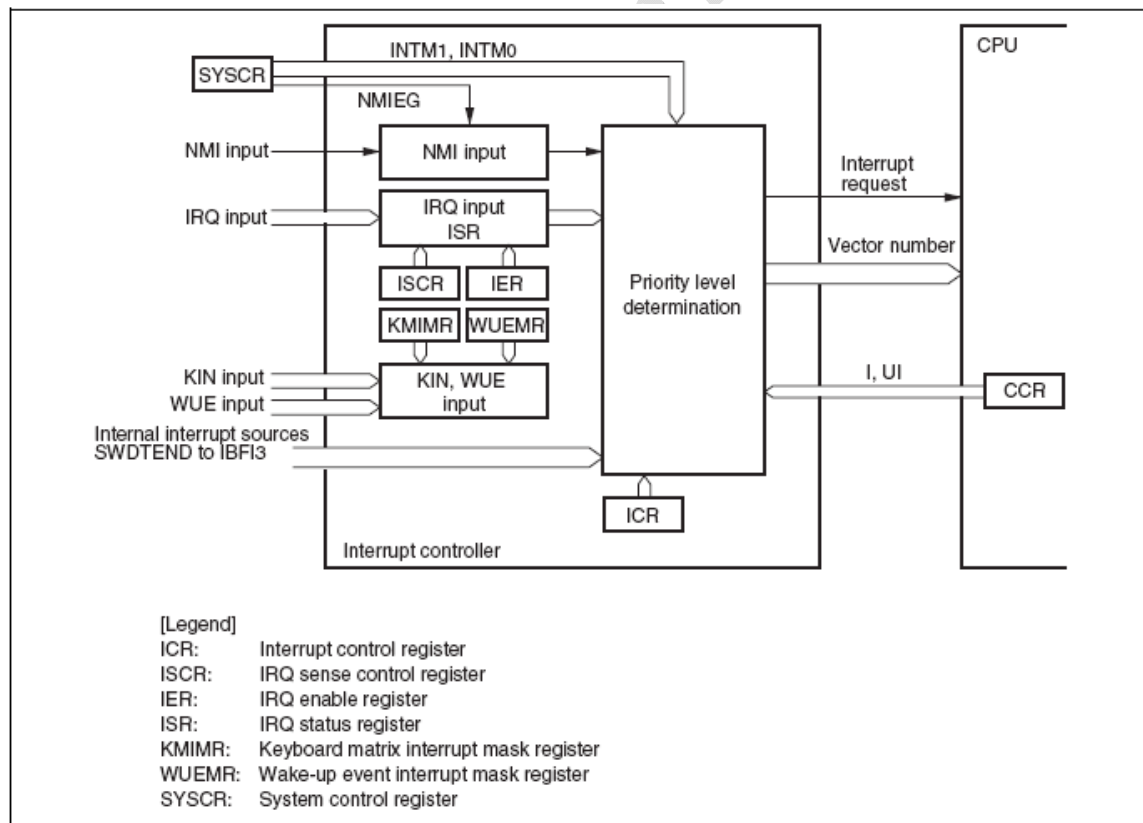 INTM1, INTM0
CPU
SYSCR
NMIEG
NMI input
NMI input
Interrupt
request
IRQ input
IRQ input
ISR
Vector number
ISCR
IER
Priority level
determination
KMIMR
WUEMR
KIN input
WUE input
KIN, WUE
input
I, UI
CCR
Internal interrupt sources
SWDTEND to IBFI3
ICR
Interrupt controller
[Legend]
ICR: Interrupt control register
ISCR: IRQ sense control register
IER: IRQ enable register
ISR: IRQ status register
KMIMR: Keyboard matrix interrupt mask register
WUEMR: Wake-up event interrupt mask register
SYSCR: System control register